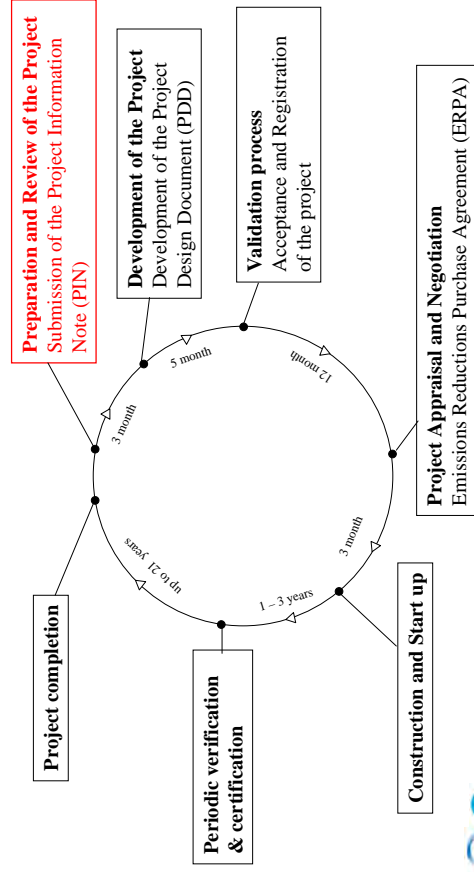 Preparation and Review of the Project
Submission of the Project Information
Note (PIN)
3 month
Development of the Project
Development of the Project
Design Document (PDD)
5 month
Validation process
Acceptance and Registration
of the project
12 month
Project Appraisal and Negotiation
Emissions Reductions Purchase Agreement (ERPA)
3 month
Construction and Start up
1 – 3 years
Periodic verification
& certification
up to 21 years
Project completion